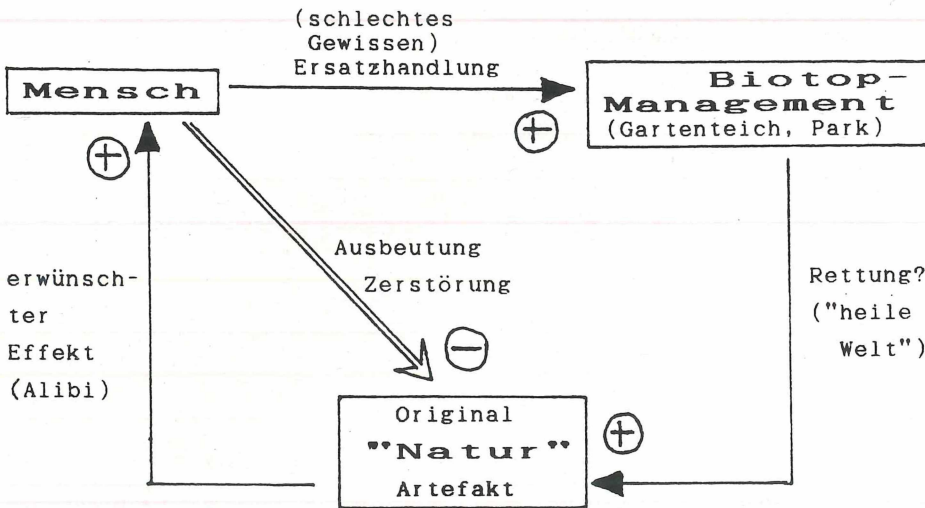 (schlechtes
Gewissen)
Ersatzhandlung
Mensch
Biotop-
Management
(Gartenteich, Park)
+
+
Ausbeutung
Zerstörung
erwünsch-
ter
Effekt
(Alibi)
Rettung?
("heile
Welt")
−
Original
""Natur"
Artefakt
+